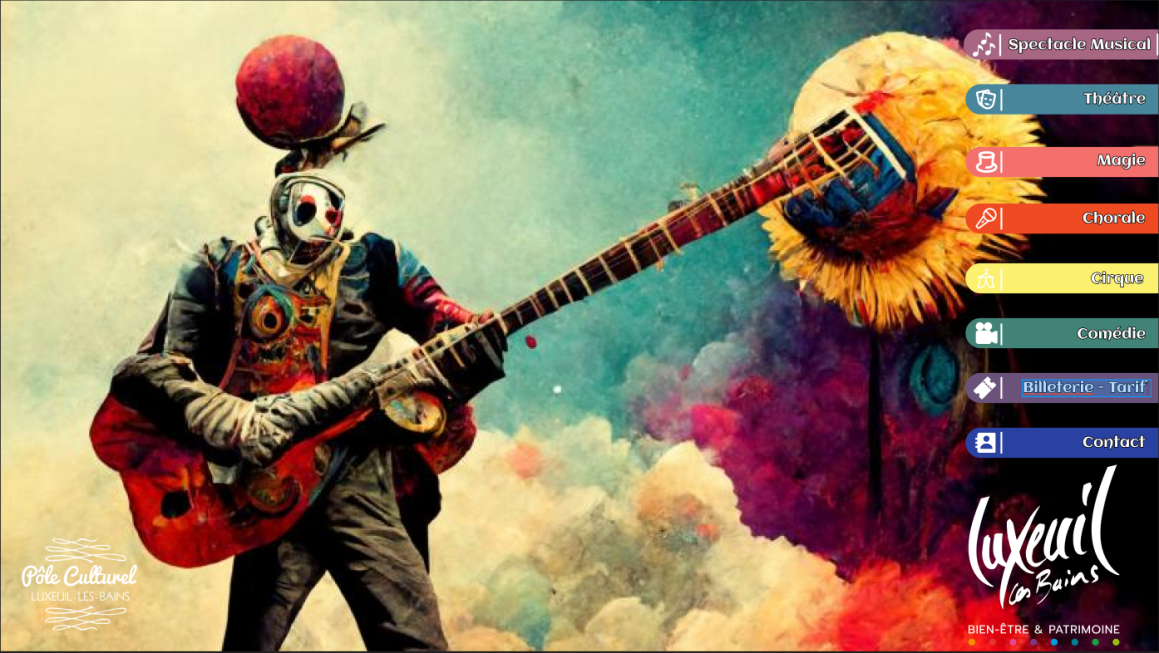 Spectacle Musical
Théâtre
Magie
Chorale
Cirque
Comédie
Billeterie - Tarif
Contact
Luxeuil
Les Bains
BIEN-ÊTRE & PATRIMOINE
Pôle Culturel
LUXEUIL-LES-BAINS